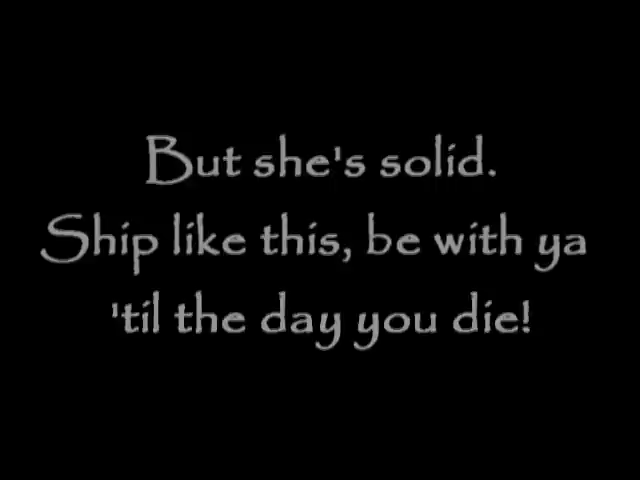 But she's solid.
Ship like this, be with ya
'til the day you die!